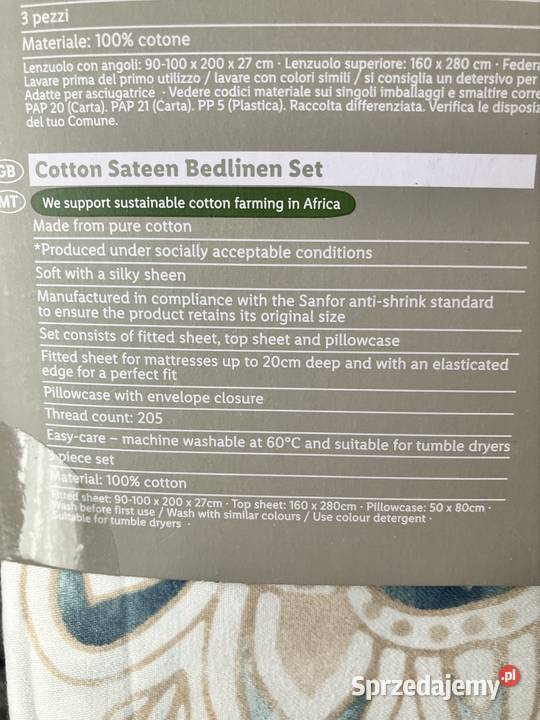 3 pezzi
Materiale: 100% cotone
Lenzuolo con angoli: 90-100 x 200 x 27 cm · Lenzuolo superiore: 160 x 280 cm ·
Lavare prima del primo utilizzo / lavare con colori simili / si consiglia un detersivo per
Adatte per asciugatrice · Vedere codici materiale sui singoli imballaggi e smaltire
PAP 20 (Carta). PAP 21 (Carta). PP 5 (Plastica). Raccolta differenziata. Verifica le
del tuo Comune.
GB
Cotton Sateen Bedlinen Set
MT
We support sustainable cotton farming in Africa
Made from pure cotton
*Produced under socially acceptable conditions
Soft with a silky sheen
Manufactured in compliance with the Sanfor anti-shrink standard
to ensure the product retains its original size
Set consists of fitted sheet, top sheet and pillowcase
Fitted sheet for mattresses up to 20cm deep and with an elasticated
edge for a perfect fit
Pillowcase with envelope closure
Thread count: 205
Easy-care – machine washable at 60°C and suitable for tumble dryers
3 piece set
Material: 100% cotton
Fitted sheet: 90-100 x 200 x 27cm · Top sheet: 160 x 280cm · Pillowcase: 50 x 80cm ·
Wash before first use / Wash with similar colours / Use colour detergent ·
Suitable for tumble dryers ·
Sprzedajemy.pl